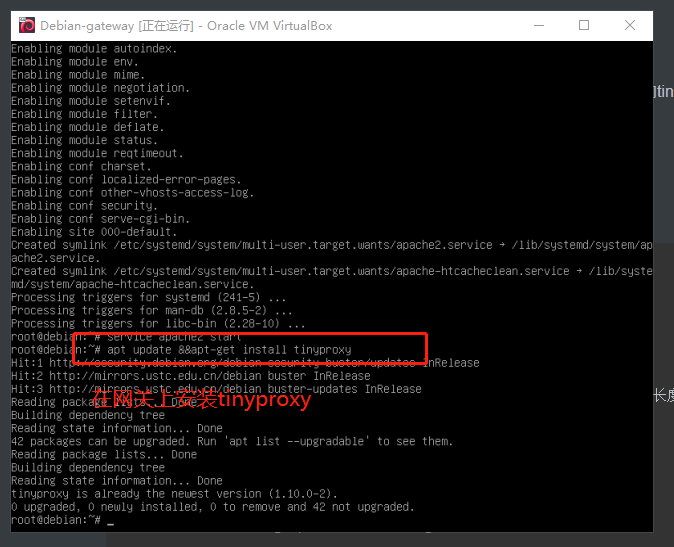 Debian-gateway [正在运行] - Oracle VM VirtualBox
Enabling module autoindex.
Enabling module env.
Enabling module mime.
Enabling module negotiation.
Enabling module setenvif.
Enabling module filter.
Enabling module deflate.
Enabling module status.
Enabling module reqtimeout.
Enabling conf charset.
Enabling conf localized-error-pages.
Enabling conf other-vhosts-access-log.
Enabling conf security.
Enabling conf serve-cgi-bin.
Enabling site 000-default.
Created symlink /etc/systemd/system/multi-user.target.wants/apache2.service → /lib/systemd/system/ap
ache2.service.
Created symlink /etc/systemd/system/multi-user.target.wants/apache-htcacheclean.service → /lib/syste
md/system/apache-htcacheclean.service.
Processing triggers for systemd (241-5) ...
Processing triggers for man-db (2.8.5-2) ...
Processing triggers for libc-bin (2.28-10) ...
root@debian:~# service apache2 start
root@debian:~# apt update &&apt-get install tinyproxy
Hit:1 http://security.debian.org/debian-security buster/updates InRelease
Hit:2 http://mirrors.ustc.edu.cn/debian buster InRelease
Hit:3 http://mirrors.ustc.edu.cn/debian buster-updates InRelease
Reading package lists... Done
在网关上安装tinyproxy
Building dependency tree
Reading state information... Done
42 packages can be upgraded. Run 'apt list --upgradable' to see them.
Reading package lists... Done
Building dependency tree
Reading state information... Done
tinyproxy is already the newest version (1.10.0-2).
0 upgraded, 0 newly installed, 0 to remove and 42 not upgraded.
root@debian:~# _
]tin
长度